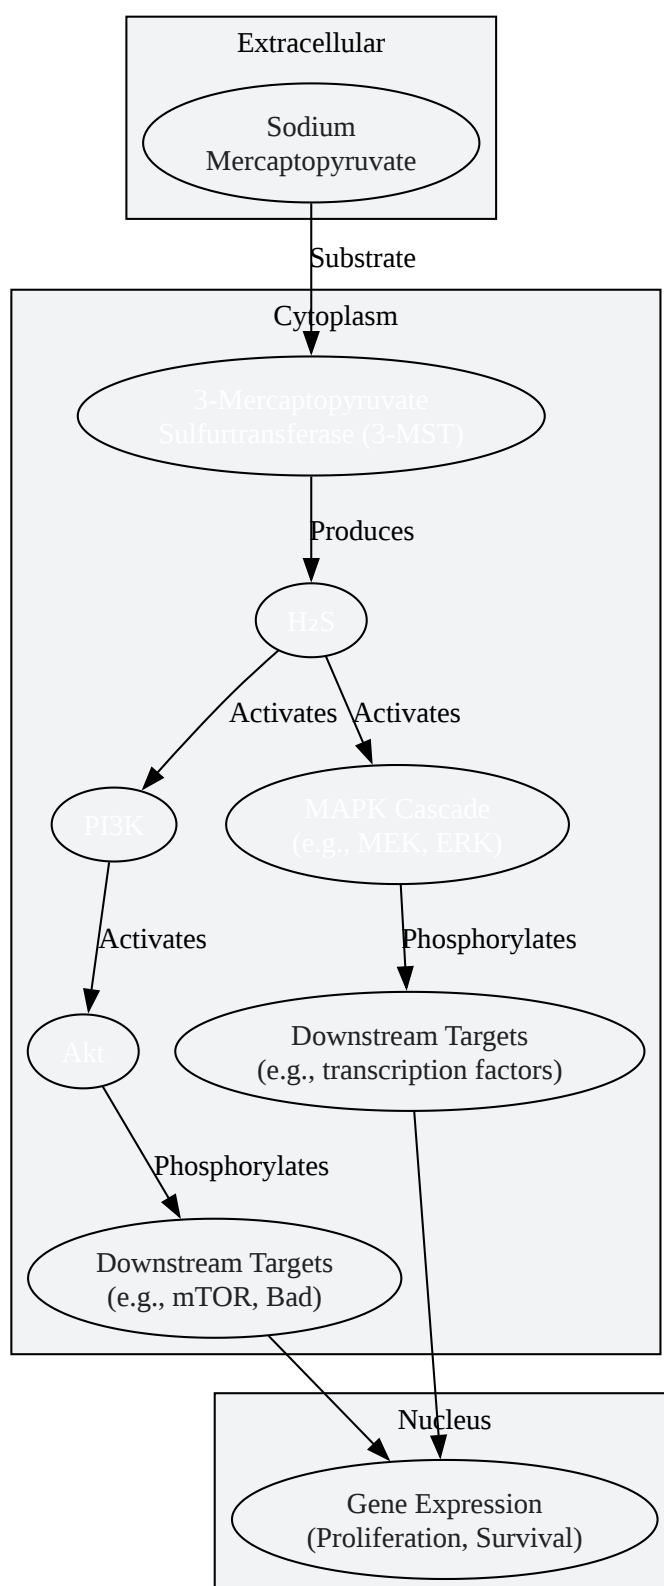 Extracellular
Sodium
Mercaptopyruvate
Substrate
Cytoplasm
3-Mercaptopyruvate
Sulfurtransferase (3-MST)
Produces
H₂S
Activates
Activates
PI3K
MAPK Cascade
(e.g., MEK, ERK)
Activates
Phosphorylates
Akt
Downstream Targets
(e.g., transcription factors)
Phosphorylates
Downstream Targets
(e.g., mTOR, Bad)
Nucleus
Gene Expression
(Proliferation, Survival)